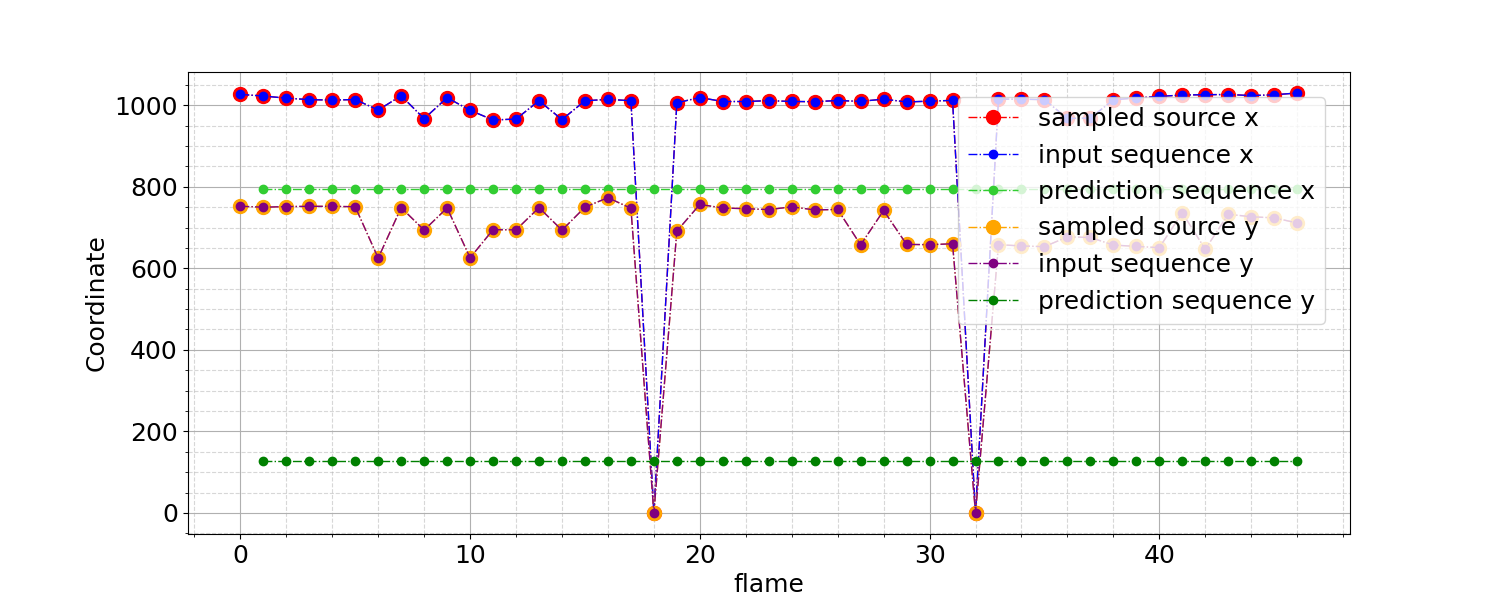 1000
800
600
400
200
0
Coordinate
0 10 20 30 40
flame
sampled source x
input sequence x
prediction sequence x
sampled source y
input sequence y
prediction sequence y